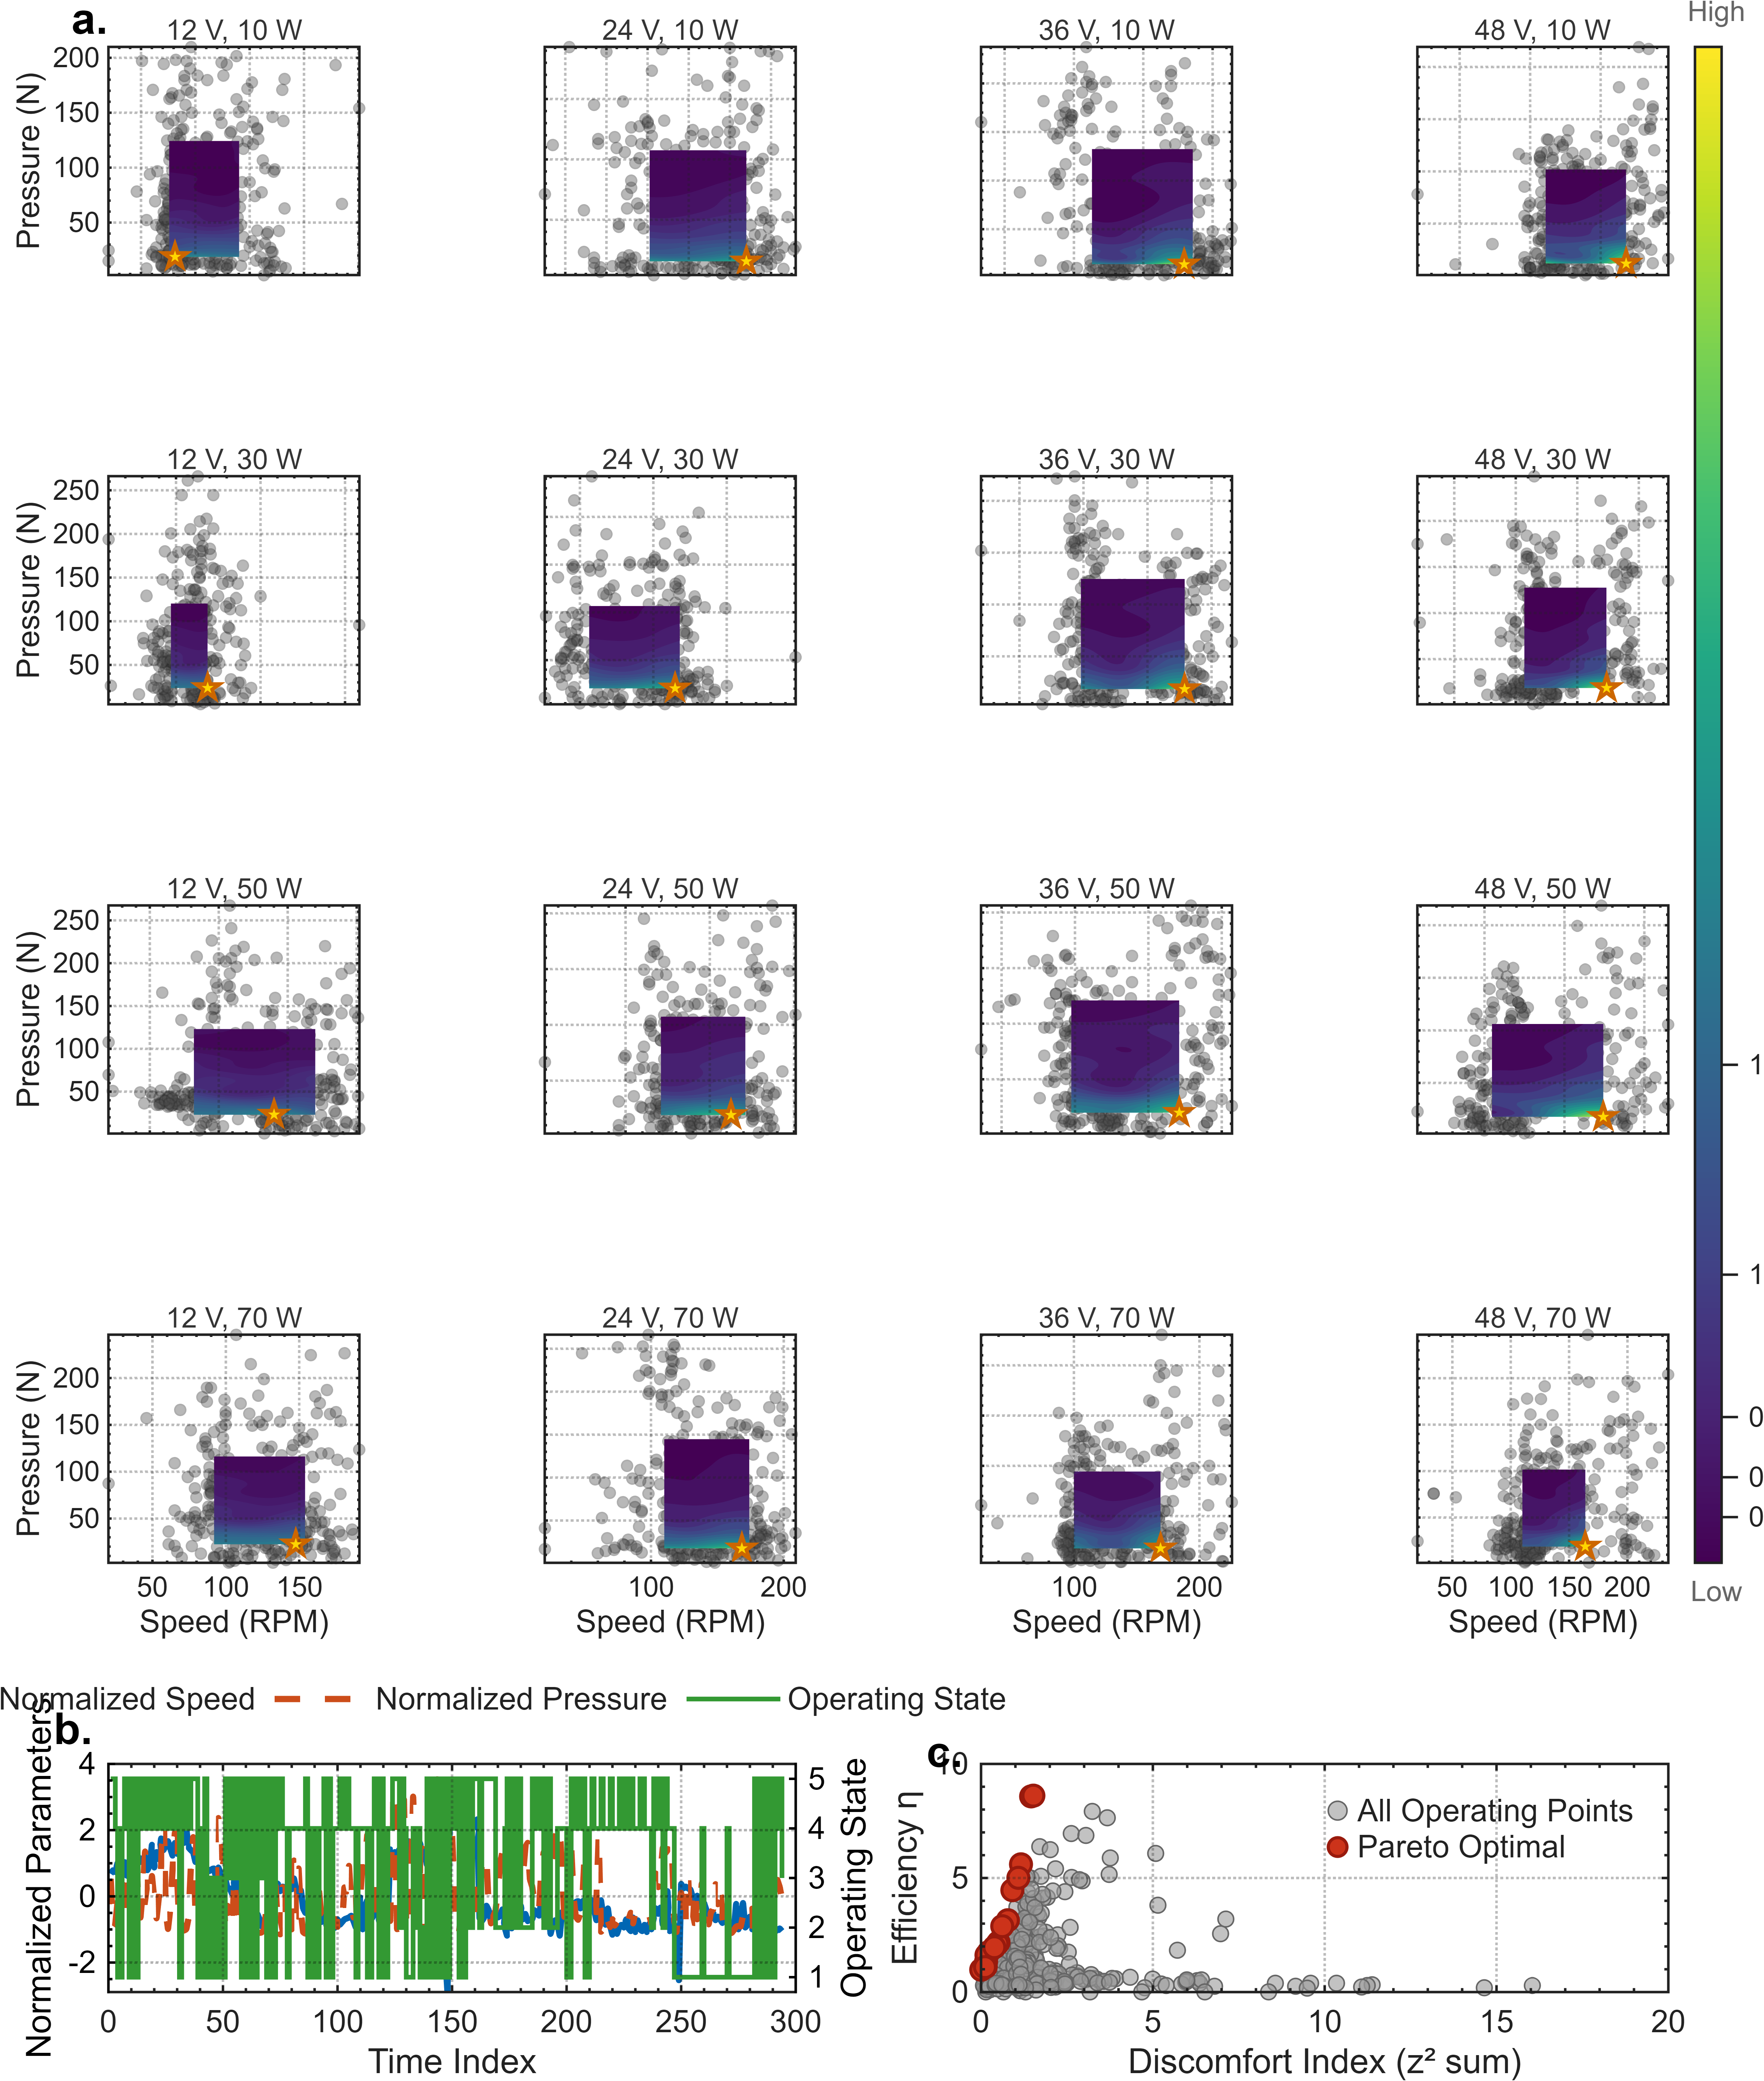 a.
High
12 V, 10 W
24 V, 10 W
36 V, 10 W
48 V, 10 W
Pressure (N)
200
150
100
50
12 V, 30 W
24 V, 30 W
36 V, 30 W
48 V, 30 W
Pressure (N)
250
200
150
100
50
12 V, 50 W
24 V, 50 W
36 V, 50 W
48 V, 50 W
Pressure (N)
250
200
150
100
50
1
1
12 V, 70 W
24 V, 70 W
36 V, 70 W
48 V, 70 W
Pressure (N)
200
150
100
50
0
0
0
Low
50 100 150
100 200
100 200
50 100 150 200
Speed (RPM)
Speed (RPM)
Speed (RPM)
Speed (RPM)
Normalized Speed Normalized Pressure Operating State
b.
Normalized Parameters
4
2
0
-2
5
4
3
2
1
Operating State
0 50 100 150 200 250 300
Time Index
c.
Efficiency η
10
5
0
All Operating Points
Pareto Optimal
0 5 10 15 20
Discomfort Index (z² sum)